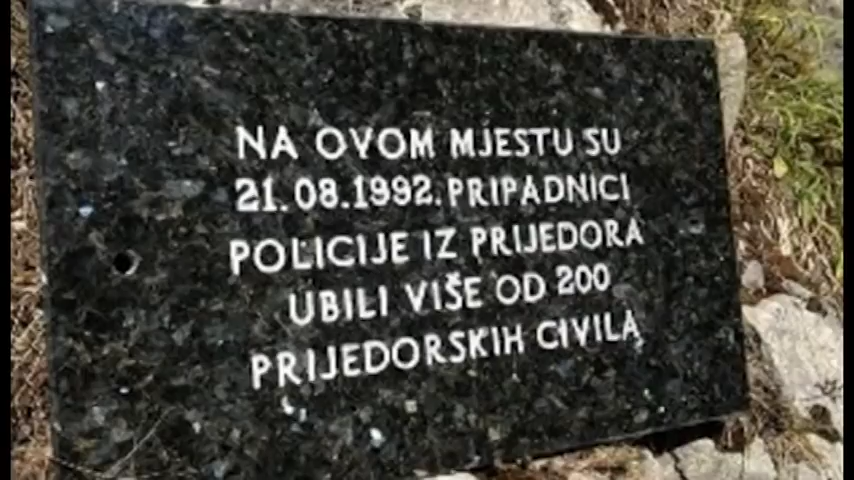 NA OVOM MJESTU SU
21.08.1992. PRIPADNICI
POLICIJE IZ PRIJEDORA
UBILI VIŠE OD 200
PRIJEDORSKIH CIVILA